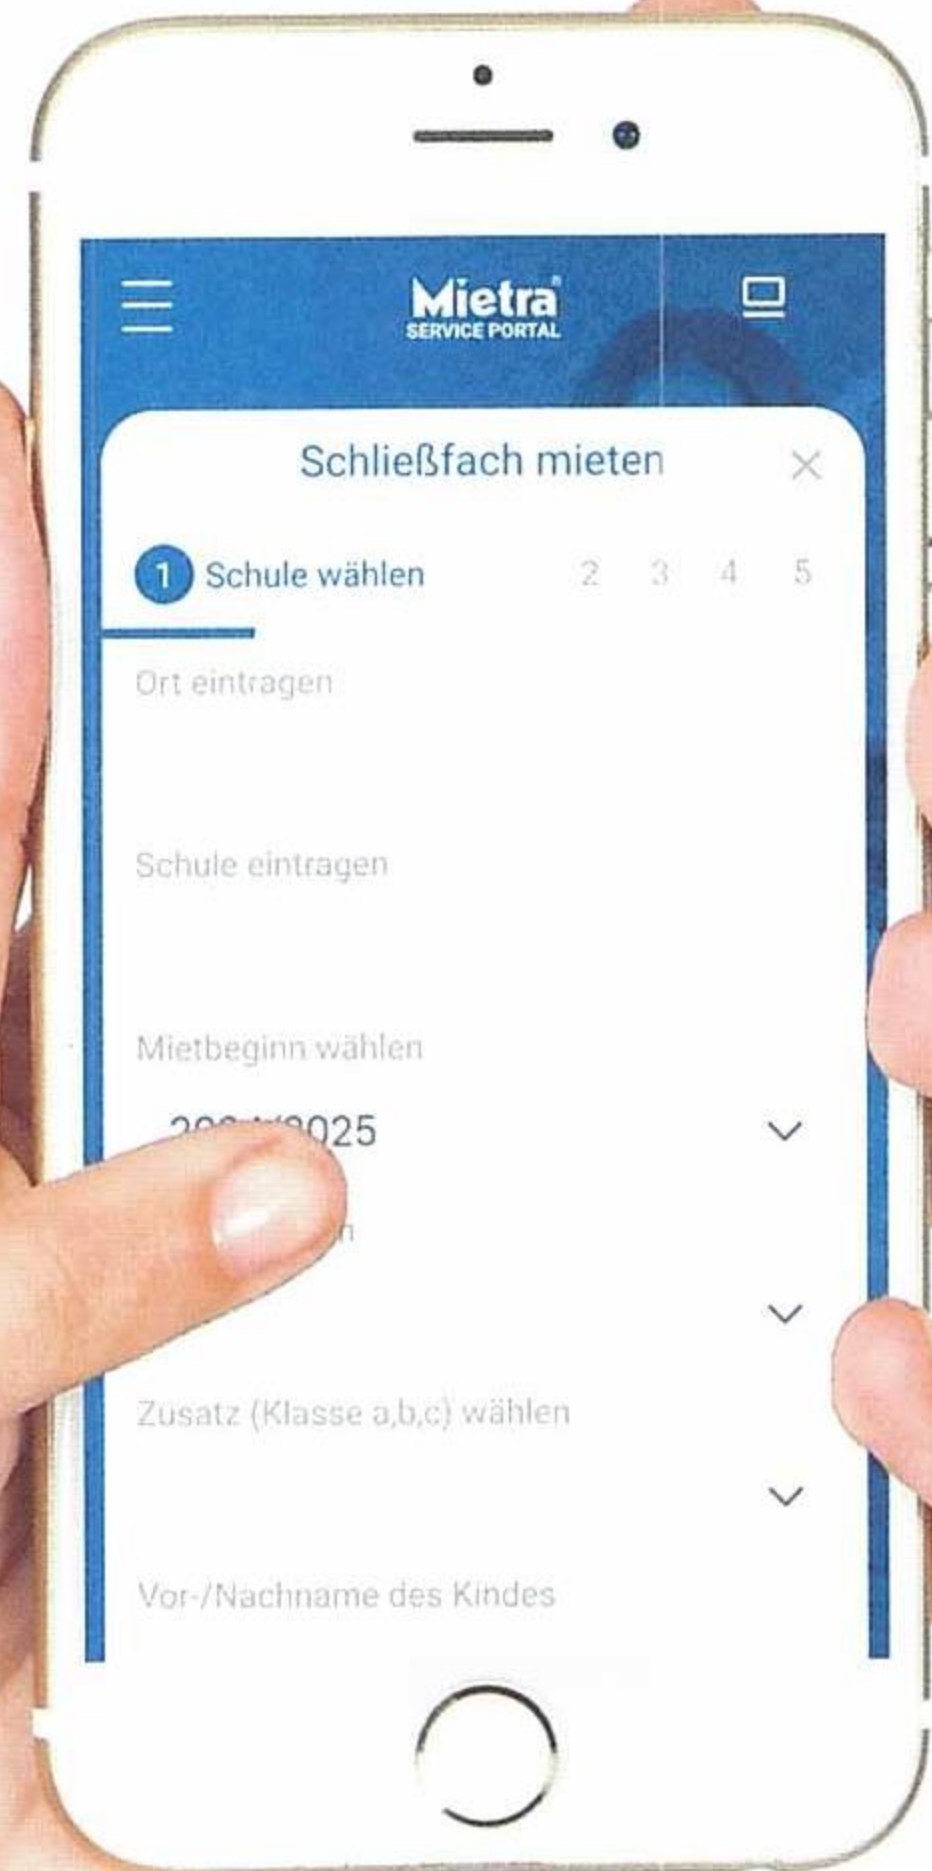 Mietra
SERVICE PORTAL
Schließfach mieten
1 Schule wählen 2 3 4 5
Ort eintragen
Schule eintragen
Mietbeginn wählen
Zusatz (Klasse a,b,c) wählen
Vor-/Nachname des Kindes